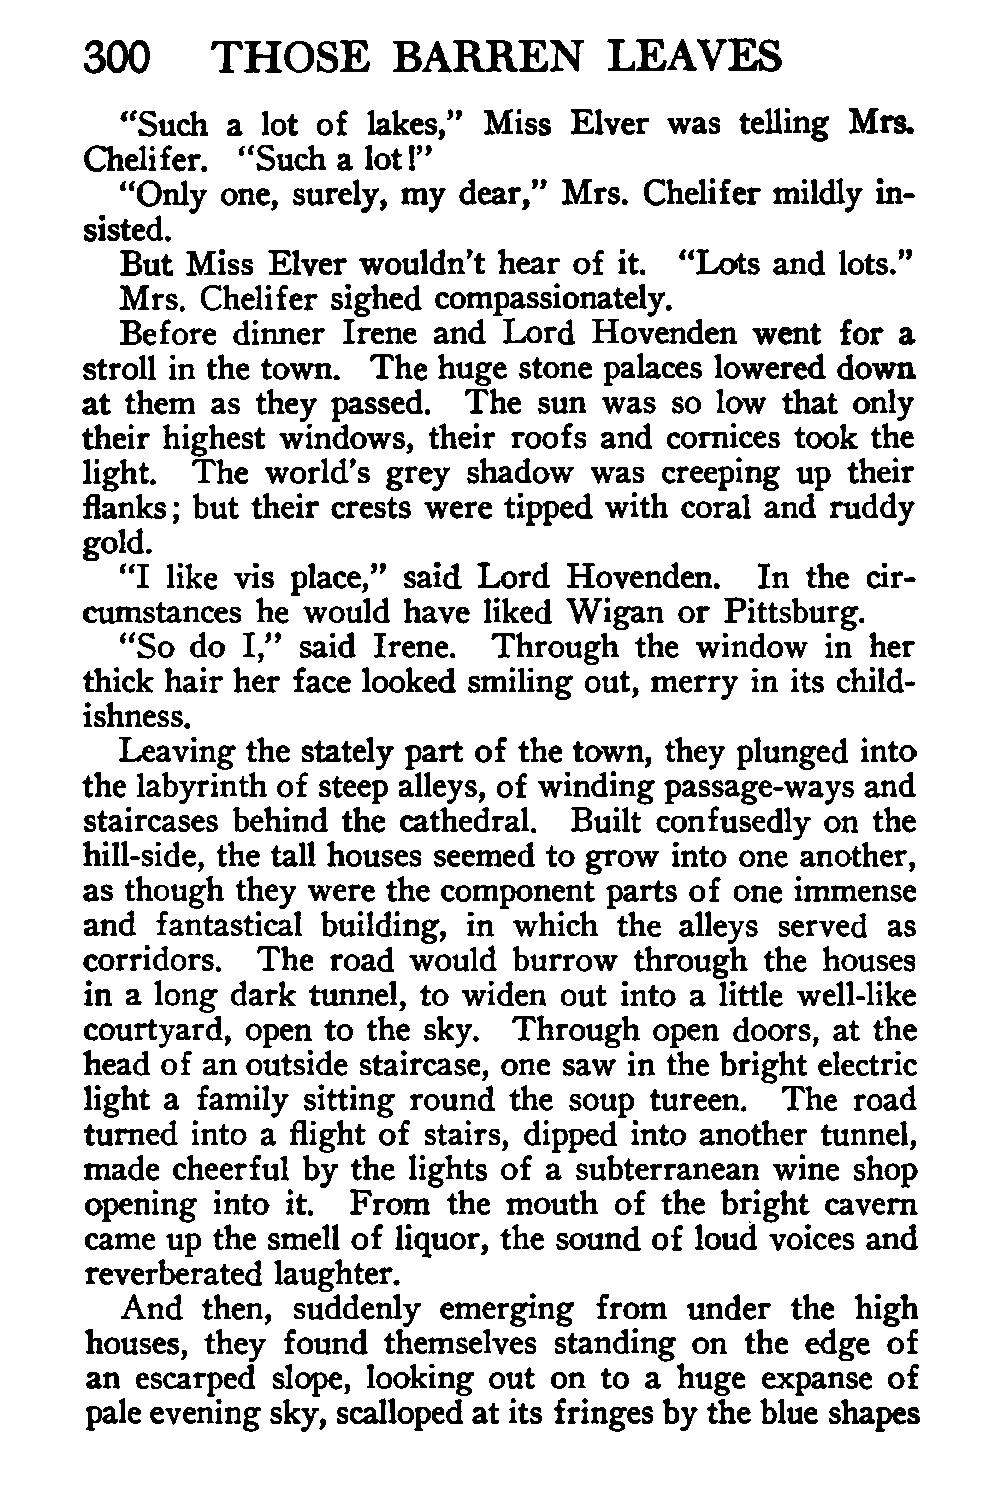 300 THOSE BARREN LEAVES
“Such a lot of lakes,” Miss Elver was telling Mrs.
Chelifer. “Such a lot!”
“Only one, surely, my dear,” Mrs. Chelifer mildly in-
sisted.
But Miss Elver wouldn’t hear of it. “Lots and lots.”
Mrs. Chelifer sighed compassionately.
Before dinner Irene and Lord Hovenden went for a
stroll in the town. The huge stone palaces lowered down
at them as they passed. The sun was so low that only
their highest windows, their roofs and cornices took the
light. The world’s grey shadow was creeping up their
flanks; but their crests were tipped with coral and ruddy
gold.
“I like vis place,” said Lord Hovenden. In the cir-
cumstances he would have liked Wigan or Pittsburg.
“So do I,” said Irene. Through the window in her
thick hair her face looked smiling out, merry in its child-
ishness.
Leaving the stately part of the town, they plunged into
the labyrinth of steep alleys, of winding passage-ways and
staircases behind the cathedral. Built confusedly on the
hill-side, the tall houses seemed to grow into one another,
as though they were the component parts of one immense
and fantastical building, in which the alleys served as
corridors. The road would burrow through the houses
in a long dark tunnel, to widen out into a little well-like
courtyard, open to the sky. Through open doors, at the
head of an outside staircase, one saw in the bright electric
light a family sitting round the soup tureen. The road
turned into a flight of stairs, dipped into another tunnel,
made cheerful by the lights of a subterranean wine shop
opening into it. From the mouth of the bright cavern
came up the smell of liquor, the sound of loud voices and
reverberated laughter.
And then, suddenly emerging from under the high
houses, they found themselves standing on the edge of
an escarped slope, looking out on to a huge expanse of
pale evening sky, scalloped at its fringes by the blue shapes